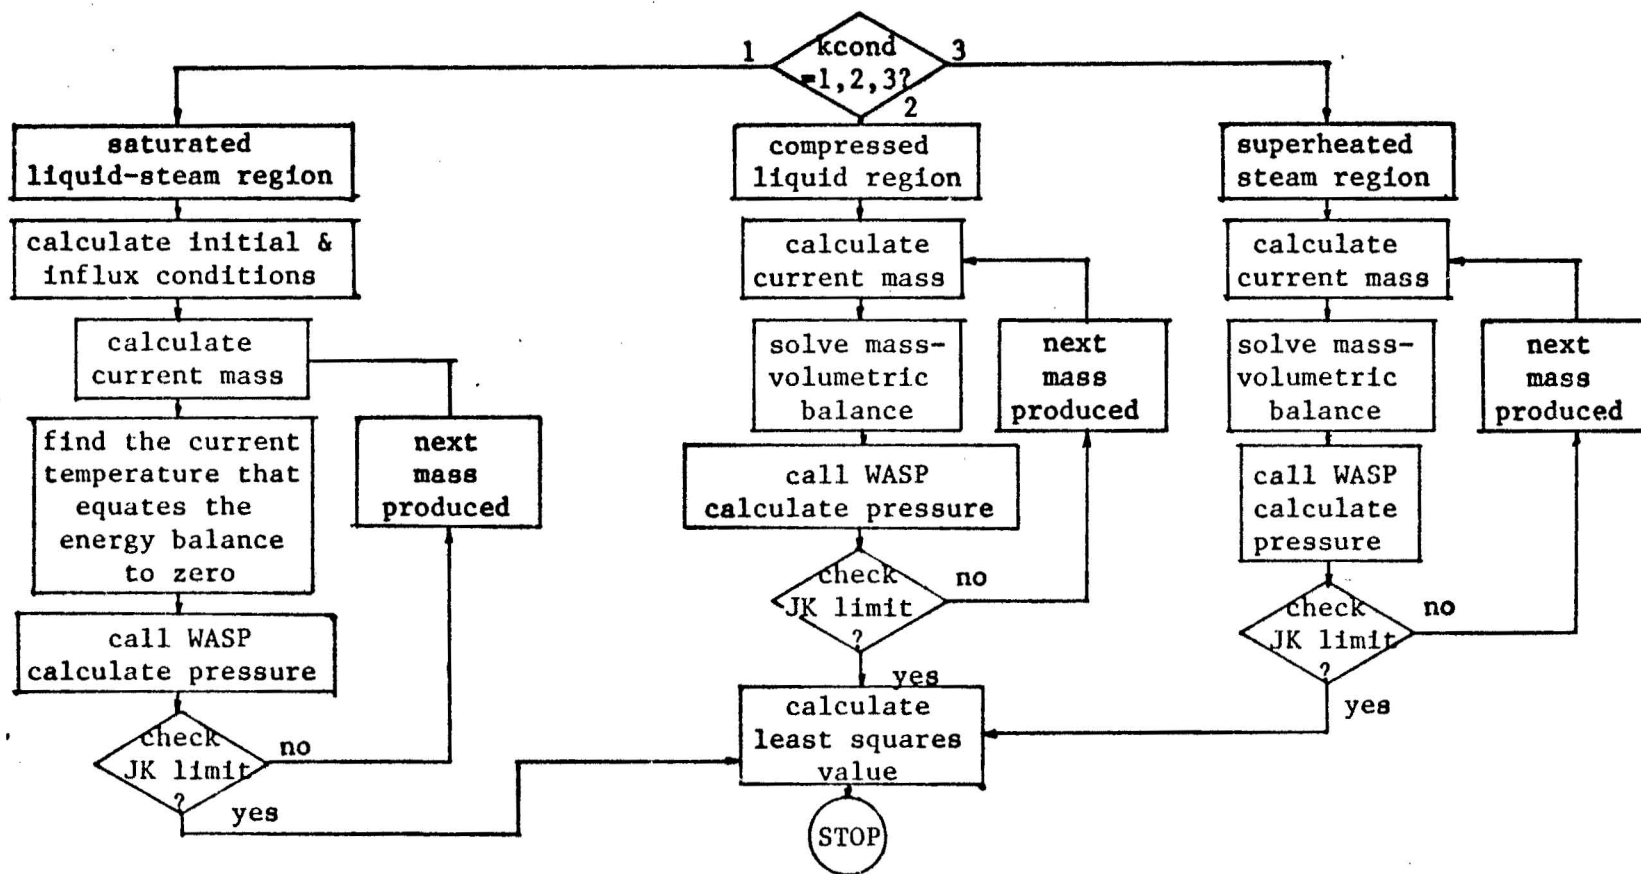 kcond
=1,2,3?
1
2
3
saturated
liquid-steam region
calculate initial &
influx conditions
calculate
current mass
find the current
temperature that
equates the
energy balance
to zero
call WASP
calculate pressure
check
JK limit
?
no
yes
next
mass
produced
compressed
liquid region
calculate
current mass
solve mass-
volumetric
balance
call WASP
calculate pressure
check
JK limit
?
no
yes
next
mass
produced
superheated
steam region
calculate
current mass
solve mass-
volumetric
balance
call WASP
calculate
pressure
check
JK limit
?
no
yes
next
mass
produced
calculate
least squares
value
STOP